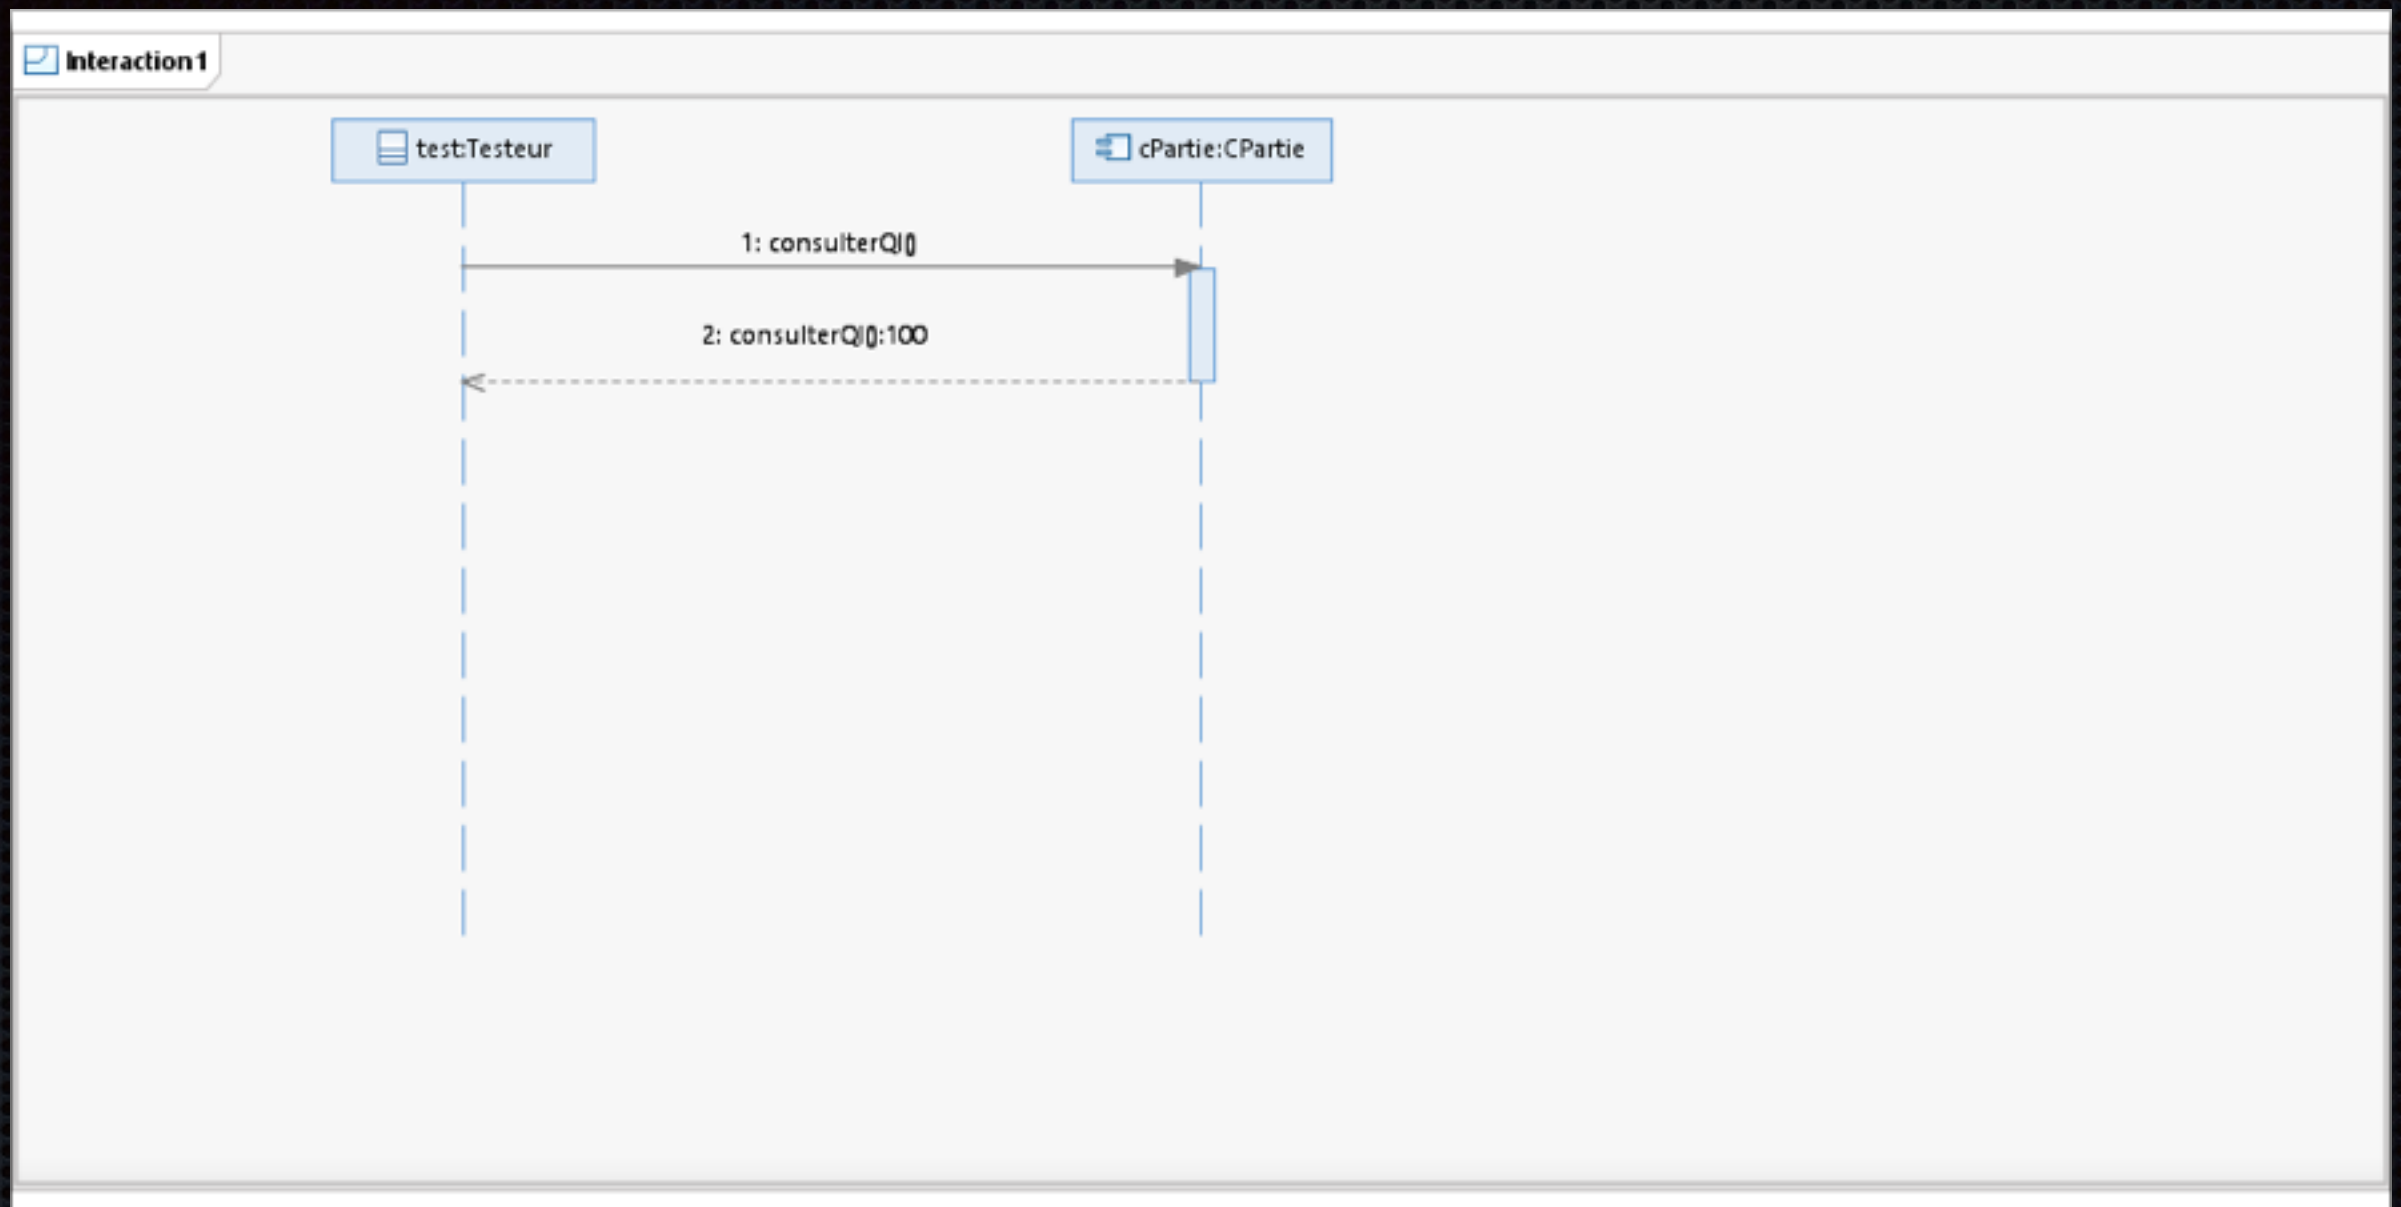 Interaction1
test:Testeur
cPartie:CPartie
1: consulterQI()
2: consulterQI():100